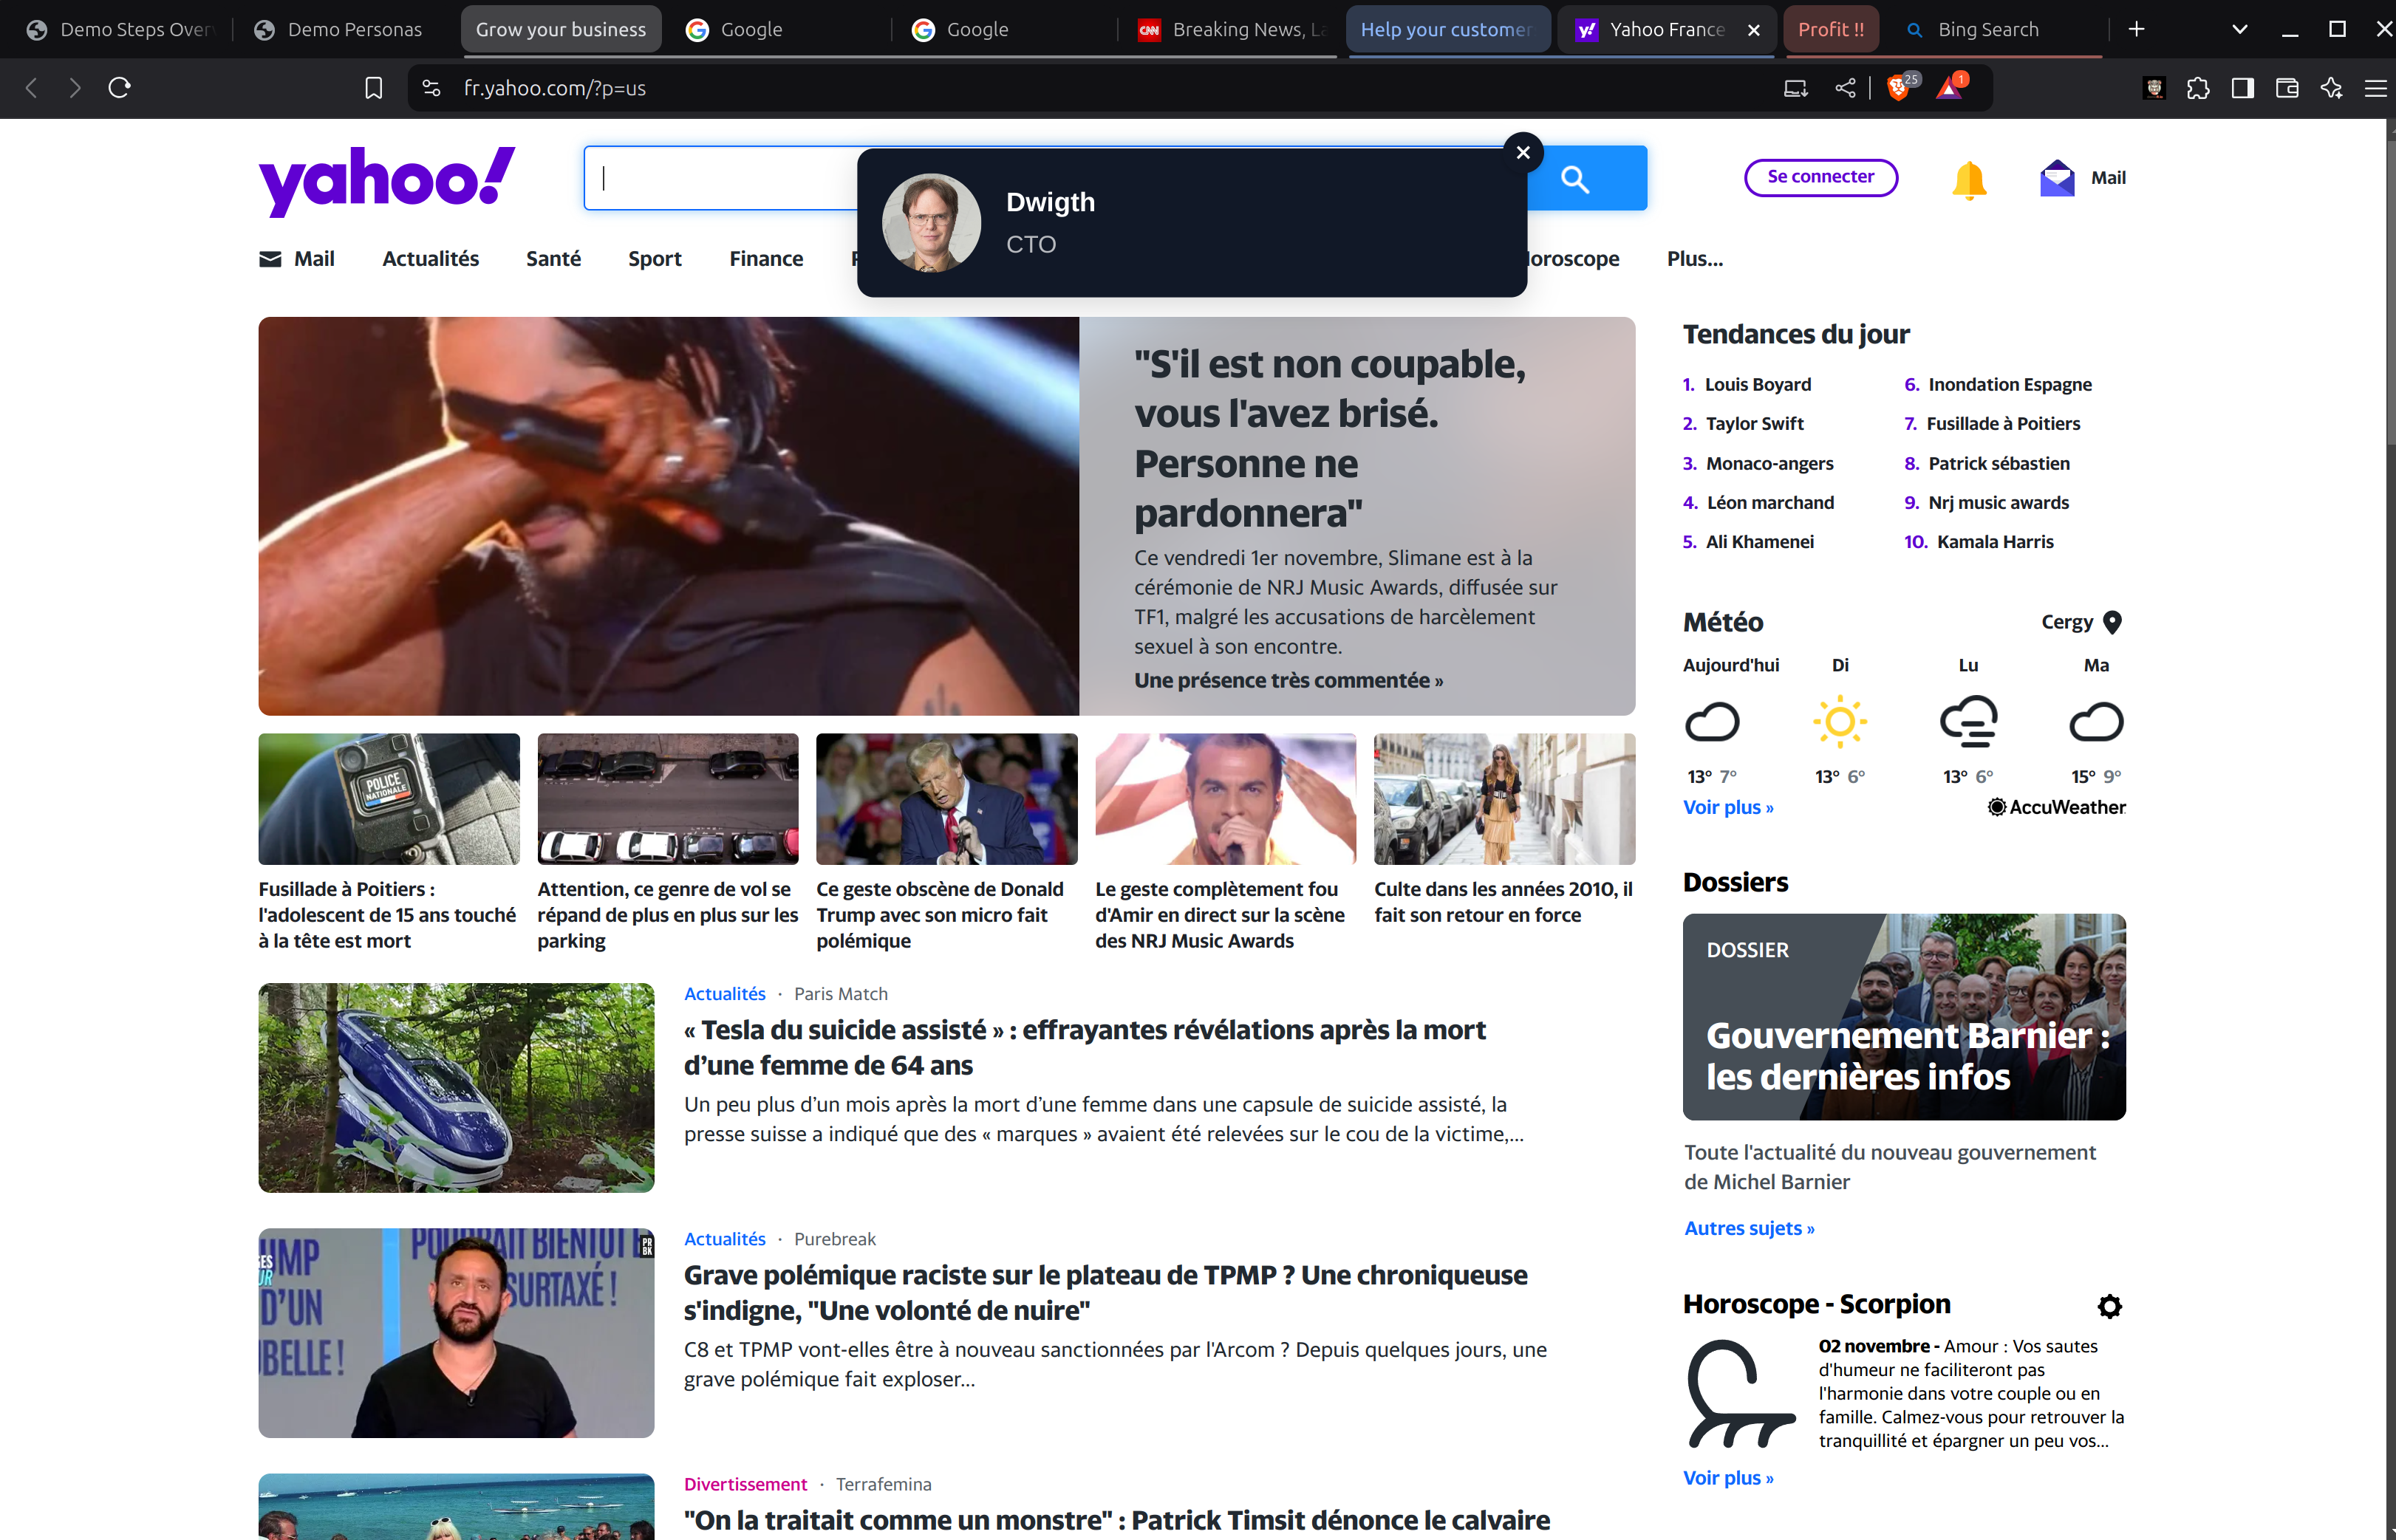 Demo Steps Over
Demo Personas
Grow your business
Google
Google
Breaking News, La
Help your customer
Yahoo France
Profit !!
Bing Search
fr.yahoo.com/?p=us
25
1
yahoo!
Dwigth
CTO
Se connecter
Mail
Mail
Actualités
Santé
Sport
Finance
oroscope
Plus...
"S'il est non coupable,
vous l'avez brisé.
Personne ne
pardonnera"
Ce vendredi 1er novembre, Slimane est à la
cérémonie de NRJ Music Awards, diffusée sur
TF1, malgré les accusations de harcèlement
sexuel à son encontre.
Une présence très commentée »
Tendances du jour
1. Louis Boyard
2. Taylor Swift
3. Monaco-angers
4. Léon marchand
5. Ali Khamenei
6. Inondation Espagne
7. Fusillade à Poitiers
8. Patrick sébastien
9. Nrj music awards
10. Kamala Harris
Météo
Cergy
Aujourd'hui
Di
Lu
Ma
13° 7°
13° 6°
13° 6°
15° 9°
Voir plus »
AccuWeather
POLICE
NATIONALE
Fusillade à Poitiers :
l'adolescent de 15 ans touché
à la tête est mort
Attention, ce genre de vol se
répand de plus en plus sur les
parking
Ce geste obscène de Donald
Trump avec son micro fait
polémique
Le geste complètement fou
d'Amir en direct sur la scène
des NRJ Music Awards
Culte dans les années 2010, il
fait son retour en force
Dossiers
DOSSIER
Gouvernement Barnier :
les dernières infos
Toute l'actualité du nouveau gouvernement
de Michel Barnier
Autres sujets »
Actualités · Paris Match
« Tesla du suicide assisté » : effrayantes révélations après la mort
d’une femme de 64 ans
Un peu plus d’un mois après la mort d’une femme dans une capsule de suicide assisté, la
presse suisse a indiqué que des « marques » avaient été relevées sur le cou de la victime,...
UMP
D'UN
BELLE !
POURRAIT BIENTÔT
SURTAXÉ !
PR
BK
Actualités · Purebreak
Grave polémique raciste sur le plateau de TPMP ? Une chroniqueuse
s'indigne, "Une volonté de nuire"
C8 et TPMP vont-elles être à nouveau sanctionnées par l'Arcom ? Depuis quelques jours, une
grave polémique fait exploser...
Horoscope - Scorpion
02 novembre - Amour : Vos sautes
d'humeur ne faciliteront pas
l'harmonie dans votre couple ou en
famille. Calmez-vous pour retrouver la
tranquillité et épargner un peu vos...
Voir plus »
Divertissement · Terrafemina
"On la traitait comme un monstre" : Patrick Timsit dénonce le calvaire